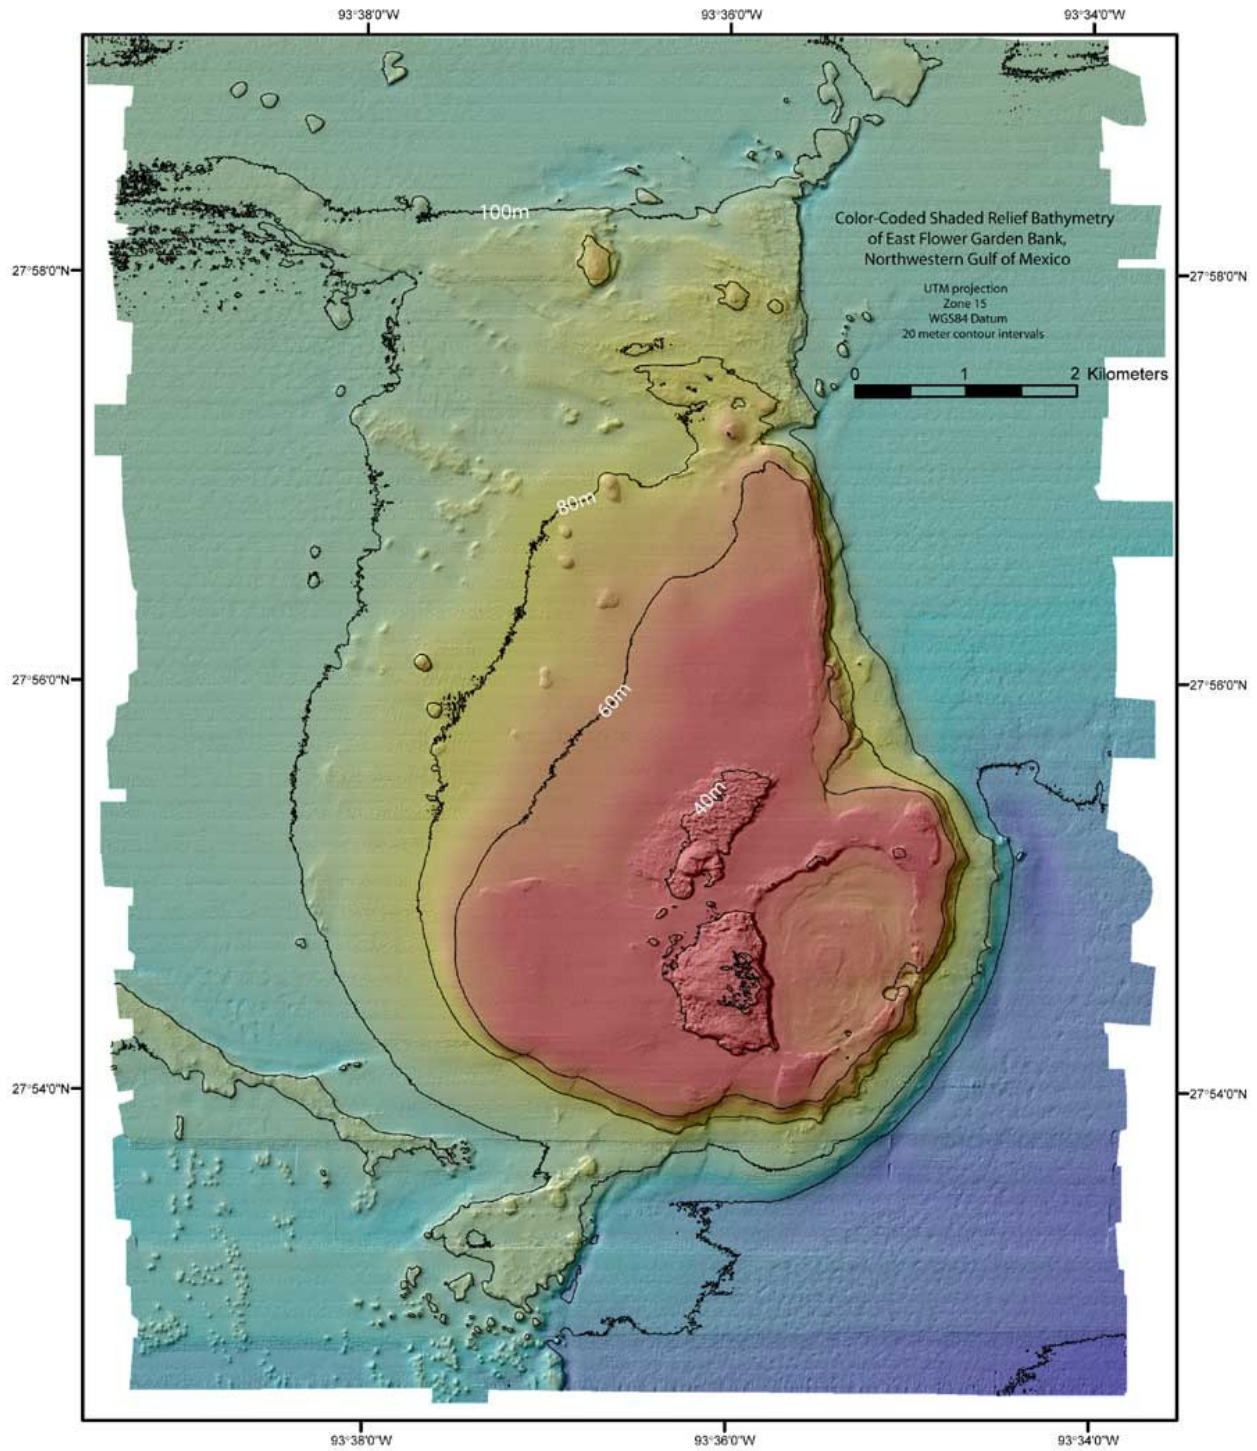 93°38'0"W 93°36'0"W 93°34'0"W
100m
Color-Coded Shaded Relief Bathymetry
of East Flower Garden Bank,
Northwestern Gulf of Mexico
27°58'0"N 27°58'0"N
UTM projection
Zone 15
WGS84 Datum
20 meter contour intervals
0 1 2 Kilometers
80m
27°56'0"N 27°56'0"N
60m
40m
27°54'0"N 27°54'0"N
93°38'0"W 93°36'0"W 93°34'0"W